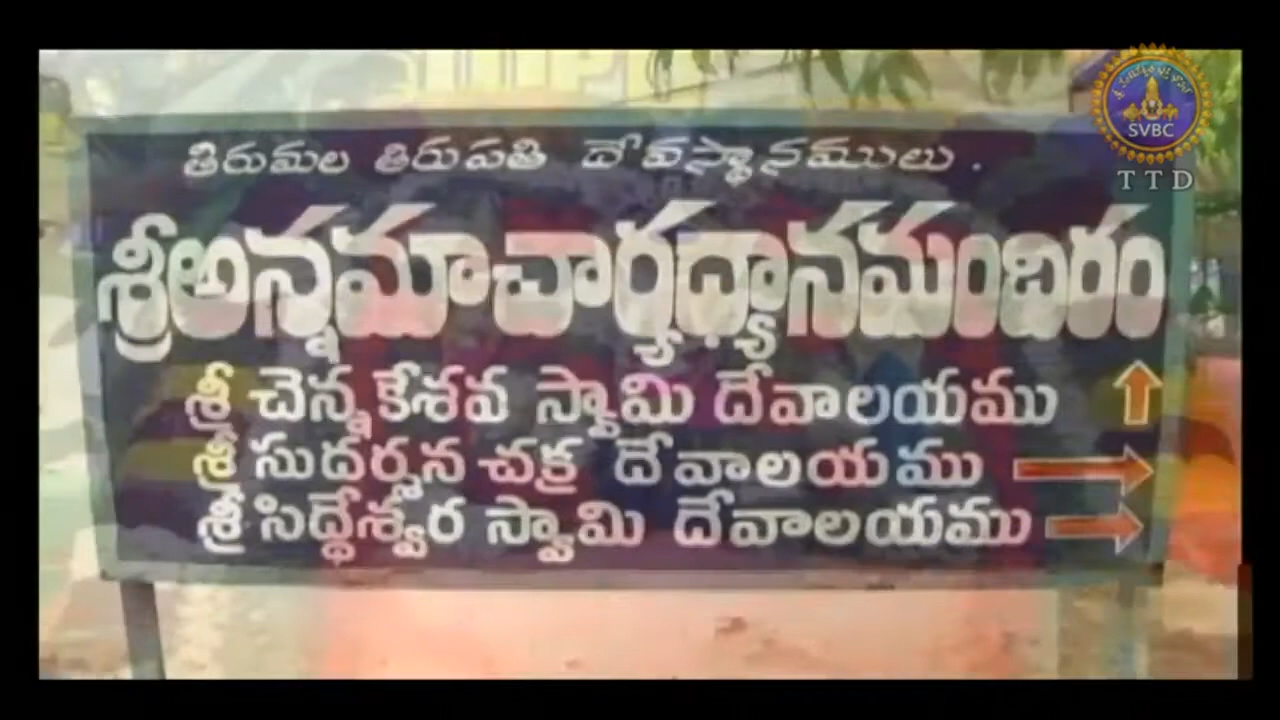 తిరుమల తిరుపతి దేవస్థానములు.
శ్రీఅన్నమాచార్యధ్యానమందిరం
శ్రీ చెన్నకేశవ స్వామి దేవాలయము
శ్రీ సుదర్శన చక్ర దేవాలయము
శ్రీ సిద్ధేశ్వర స్వామి దేవాలయము
SVBC
TTD